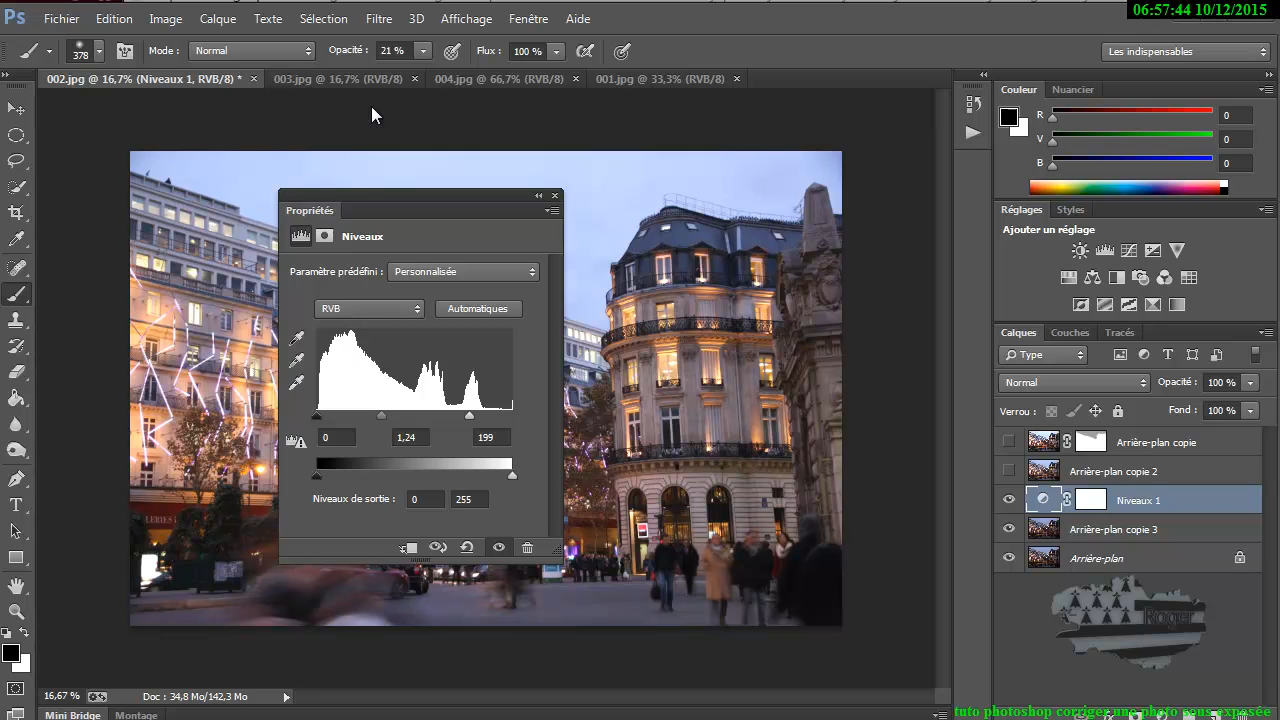 06:57:44 10/12/2015
Ps Fichier Edition Image Calque Texte Sélection Filtre 3D Affichage Fenêtre Aide
378 Mode : Normal Opacité : 21 % Flux : 100 % Les indispensables
002.jpg @ 16,7% (Niveaux 1, RVB/8) * × 003.jpg @ 16,7% (RVB/8) × 004.jpg @ 66,7% (RVB/8) × 001.jpg @ 33,3% (RVB/8) ×
Couleur Nuancier
R 0
V 0
B 0
Réglages Styles
Ajouter un réglage
Propriétés
Niveaux
Paramètre prédéfini : Personnalisée
RVB Automatiques
0 1,24 199
Niveaux de sortie : 0 255
Calques Couches Tracés
Type
Normal Opacité : 100 %
Verrou : Fond : 100 %
Arrière-plan copie
Arrière-plan copie 2
Niveaux 1
Arrière-plan copie 3
Arrière-plan
Roger
16,67 % Doc : 34,8 Mo/142,3 Mo
Mini Bridge Montage
tuto photoshop corriger une photo sous exposée